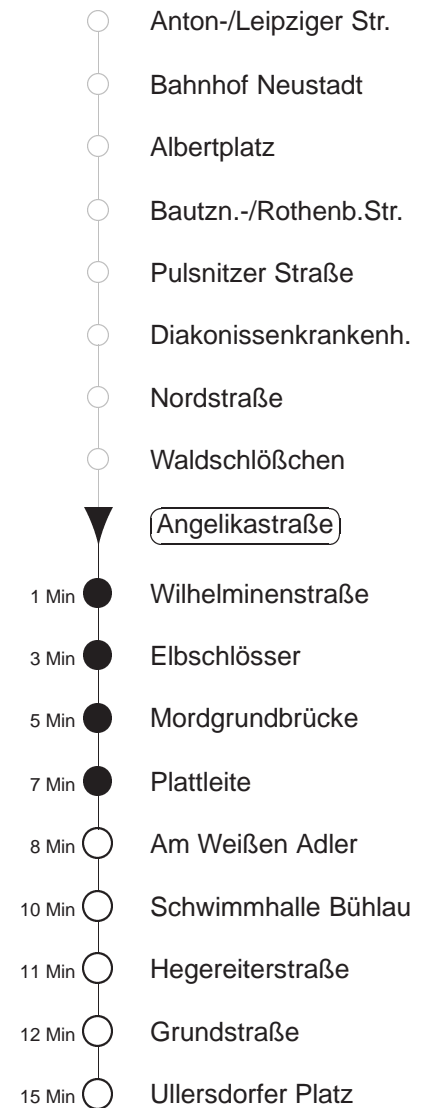 Anton-/Leipziger Str.
Bahnhof Neustadt
Albertplatz
Bautzn.-/Rothenb.Str.
Pulsnitzer Straße
Diakonissenkrankenh.
Nordstraße
Waldschlößchen
Angelikastraße
1 Min Wilhelminenstraße
3 Min Elbschlösser
5 Min Mordgrundbrücke
7 Min Plattleite
8 Min Am Weißen Adler
10 Min Schwimmhalle Bühlau
11 Min Hegereiterstraße
12 Min Grundstraße
15 Min Ullersdorfer Platz